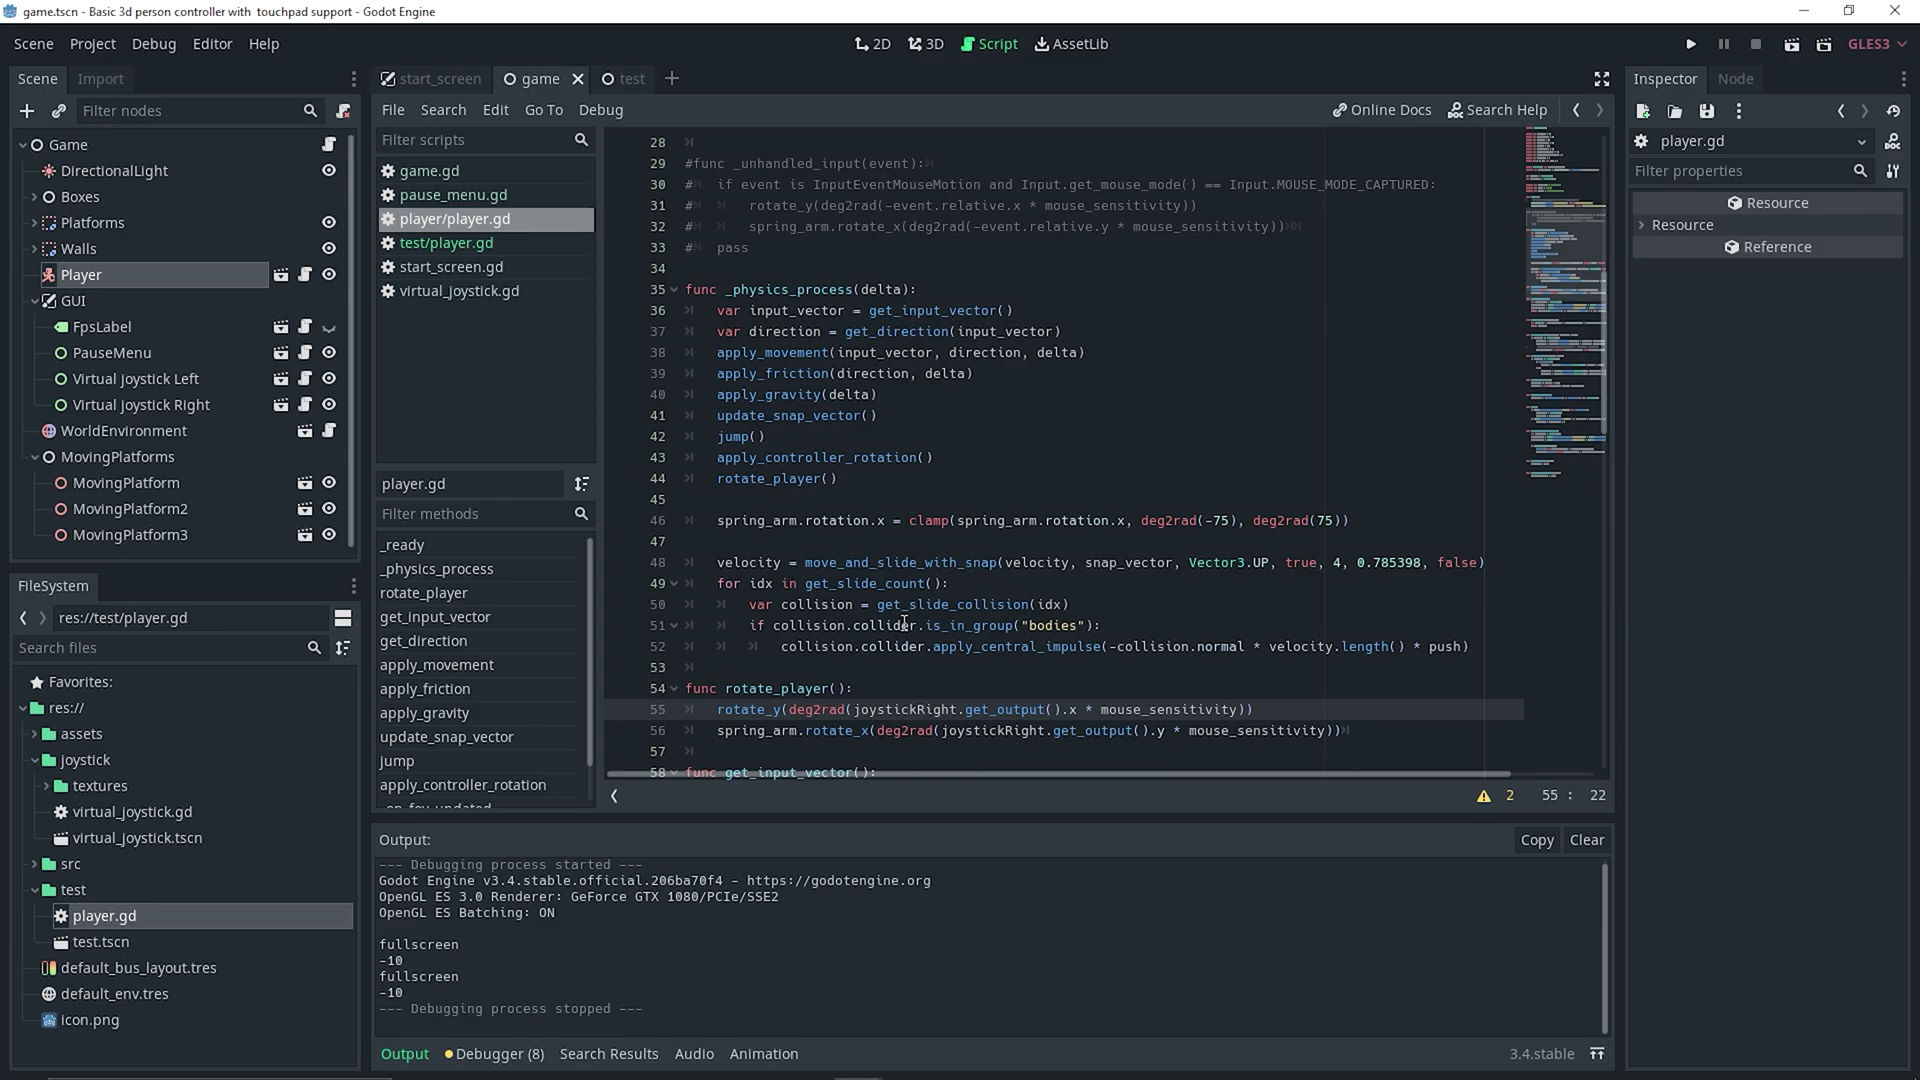 game.tscn - Basic 3d person controller with  touchpad support - Godot Engine
Scene Project Debug Editor Help
2D 3D Script AssetLib
GLES3
Scene Import
Filter nodes
Game
DirectionalLight
Boxes
Platforms
Walls
Player
GUI
FpsLabel
PauseMenu
Virtual joystick Left
Virtual joystick Right
WorldEnvironment
MovingPlatforms
MovingPlatform
MovingPlatform2
MovingPlatform3
FileSystem
res://test/player.gd
Search files
Favorites:
res://
assets
joystick
textures
virtual_joystick.gd
virtual_joystick.tscn
src
test
player.gd
test.tscn
default_bus_layout.tres
default_env.tres
icon.png
start_screen game test
File Search Edit Go To Debug
Online Docs Search Help
Filter scripts
game.gd
pause_menu.gd
player/player.gd
test/player.gd
start_screen.gd
virtual_joystick.gd
player.gd
Filter methods
_ready
_physics_process
rotate_player
get_input_vector
get_direction
apply_movement
apply_friction
apply_gravity
update_snap_vector
jump
apply_controller_rotation
28
29 #func _unhandled_input(event):
30 # if event is InputEventMouseMotion and Input.get_mouse_mode() == Input.MOUSE_MODE_CAPTURED:
31 # rotate_y(deg2rad(-event.relative.x * mouse_sensitivity))
32 # spring_arm.rotate_x(deg2rad(-event.relative.y * mouse_sensitivity))
33 # pass
34
35 func _physics_process(delta):
36 var input_vector = get_input_vector()
37 var direction = get_direction(input_vector)
38 apply_movement(input_vector, direction, delta)
39 apply_friction(direction, delta)
40 apply_gravity(delta)
41 update_snap_vector()
42 jump()
43 apply_controller_rotation()
44 rotate_player()
45
46 spring_arm.rotation.x = clamp(spring_arm.rotation.x, deg2rad(-75), deg2rad(75))
47
48 velocity = move_and_slide_with_snap(velocity, snap_vector, Vector3.UP, true, 4, 0.785398, false)
49 for idx in get_slide_count():
50 var collision = get_slide_collision(idx)
51 if collision.collider.is_in_group("bodies"):
52 collision.collider.apply_central_impulse(-collision.normal * velocity.length() * push)
53
54 func rotate_player():
55 rotate_y(deg2rad(joystickRight.get_output().x * mouse_sensitivity))
56 spring_arm.rotate_x(deg2rad(joystickRight.get_output().y * mouse_sensitivity))
57
58 func get_input_vector():
2 55 : 22
Output:
Copy Clear
--- Debugging process started ---
Godot Engine v3.4.stable.official.206ba70f4 - https://godotengine.org
OpenGL ES 3.0 Renderer: GeForce GTX 1080/PCIe/SSE2
OpenGL ES Batching: ON
fullscreen
-10
fullscreen
-10
--- Debugging process stopped ---
Output Debugger (8) Search Results Audio Animation
3.4.stable
Inspector Node
player.gd
Filter properties
Resource
Resource
Reference